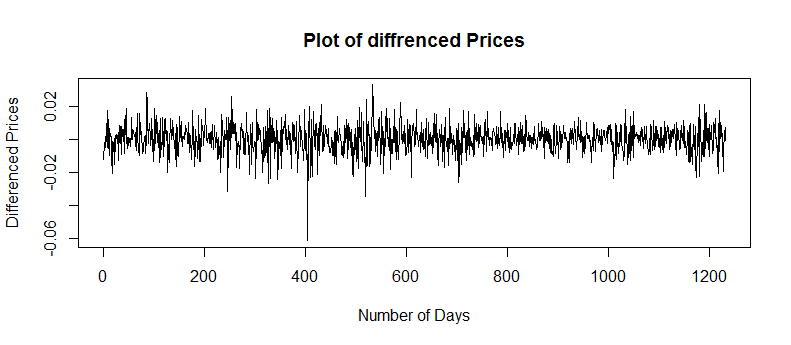 Plot of diffrenced Prices
Differenced Prices
0.02
-0.02
-0.06
0 200 400 600 800 1000 1200
Number of Days